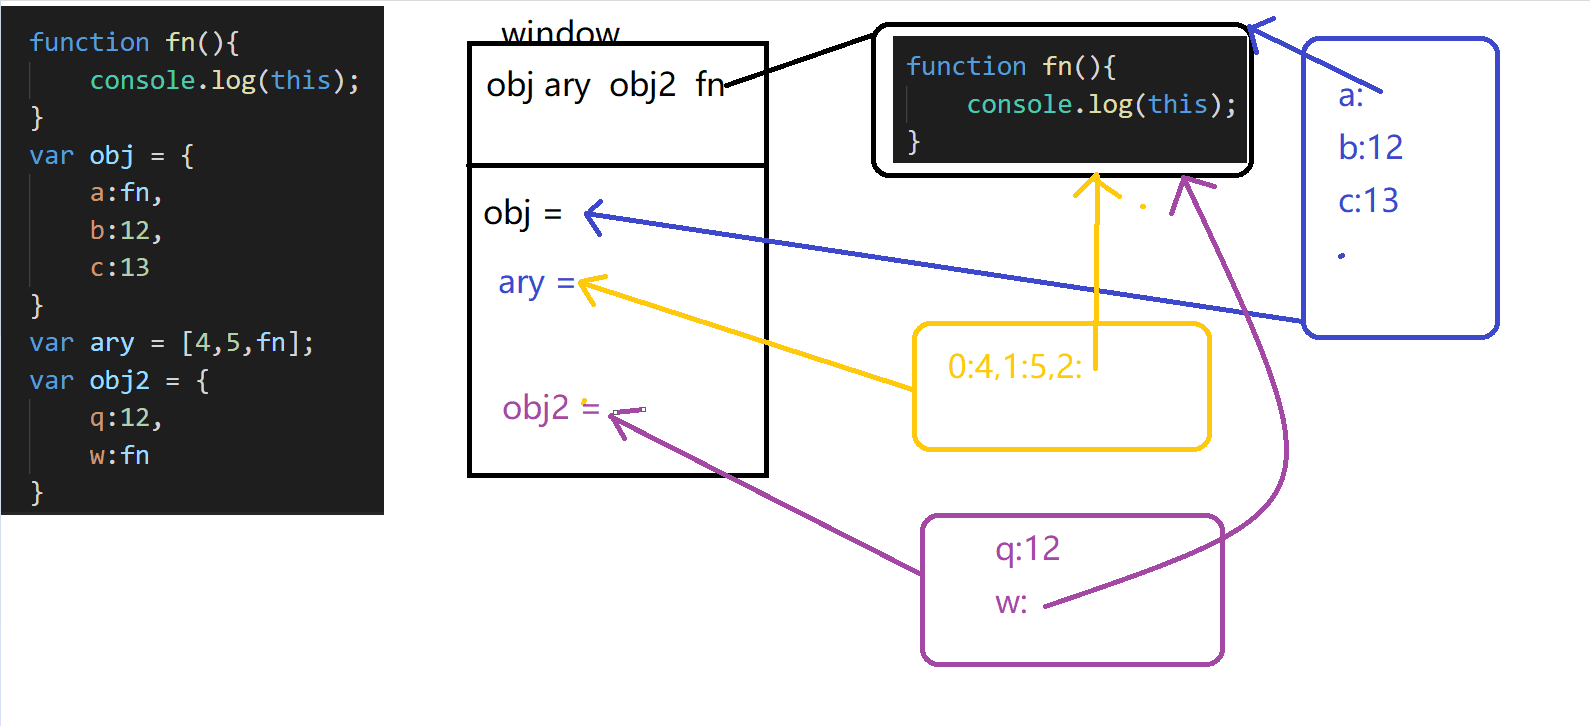 function fn(){
console.log(this);
}
var obj = {
a:fn,
b:12,
c:13
}
var ary = [4,5,fn];
var obj2 = {
q:12,
w:fn
}
window
obj ary obj2 fn
obj =
ary =
obj2 =
function fn(){
console.log(this);
}
a:
b:12
c:13
0:4,1:5,2:
q:12
w: